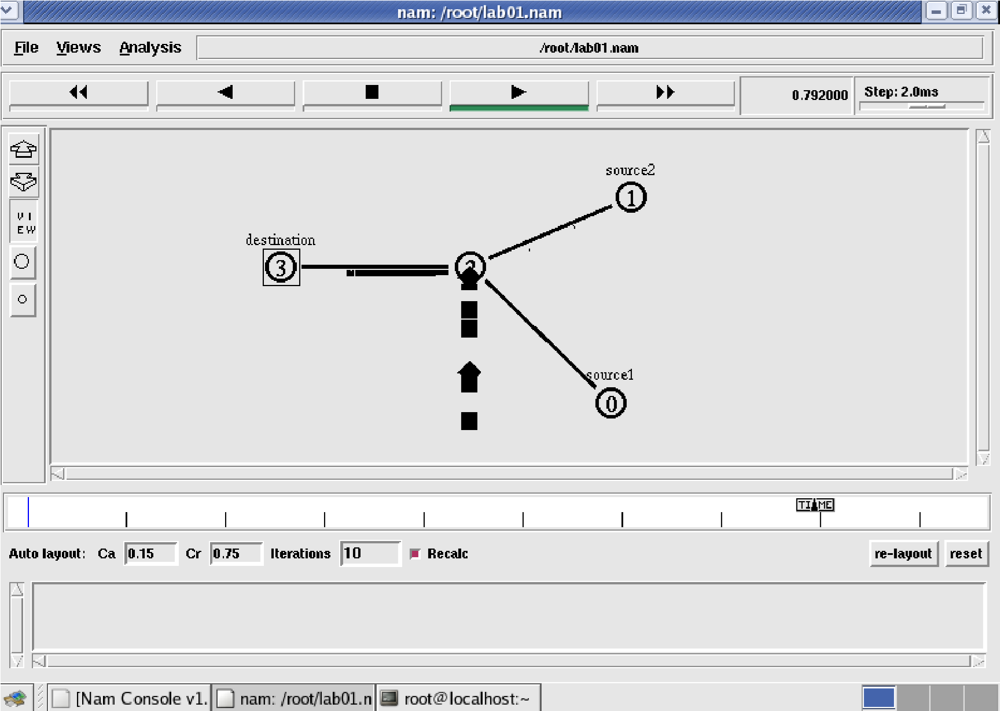 nam: /root/lab01.nam
File Views Analysis /root/lab01.nam
0.792000 Step: 2.0ms
VI
EW
source2
1
destination
3
2
source1
0
TIME
Auto layout: Ca 0.15 Cr 0.75 Iterations 10 Recalc re-layout reset
[Nam Console v1. nam: /root/lab01.n root@localhost:~